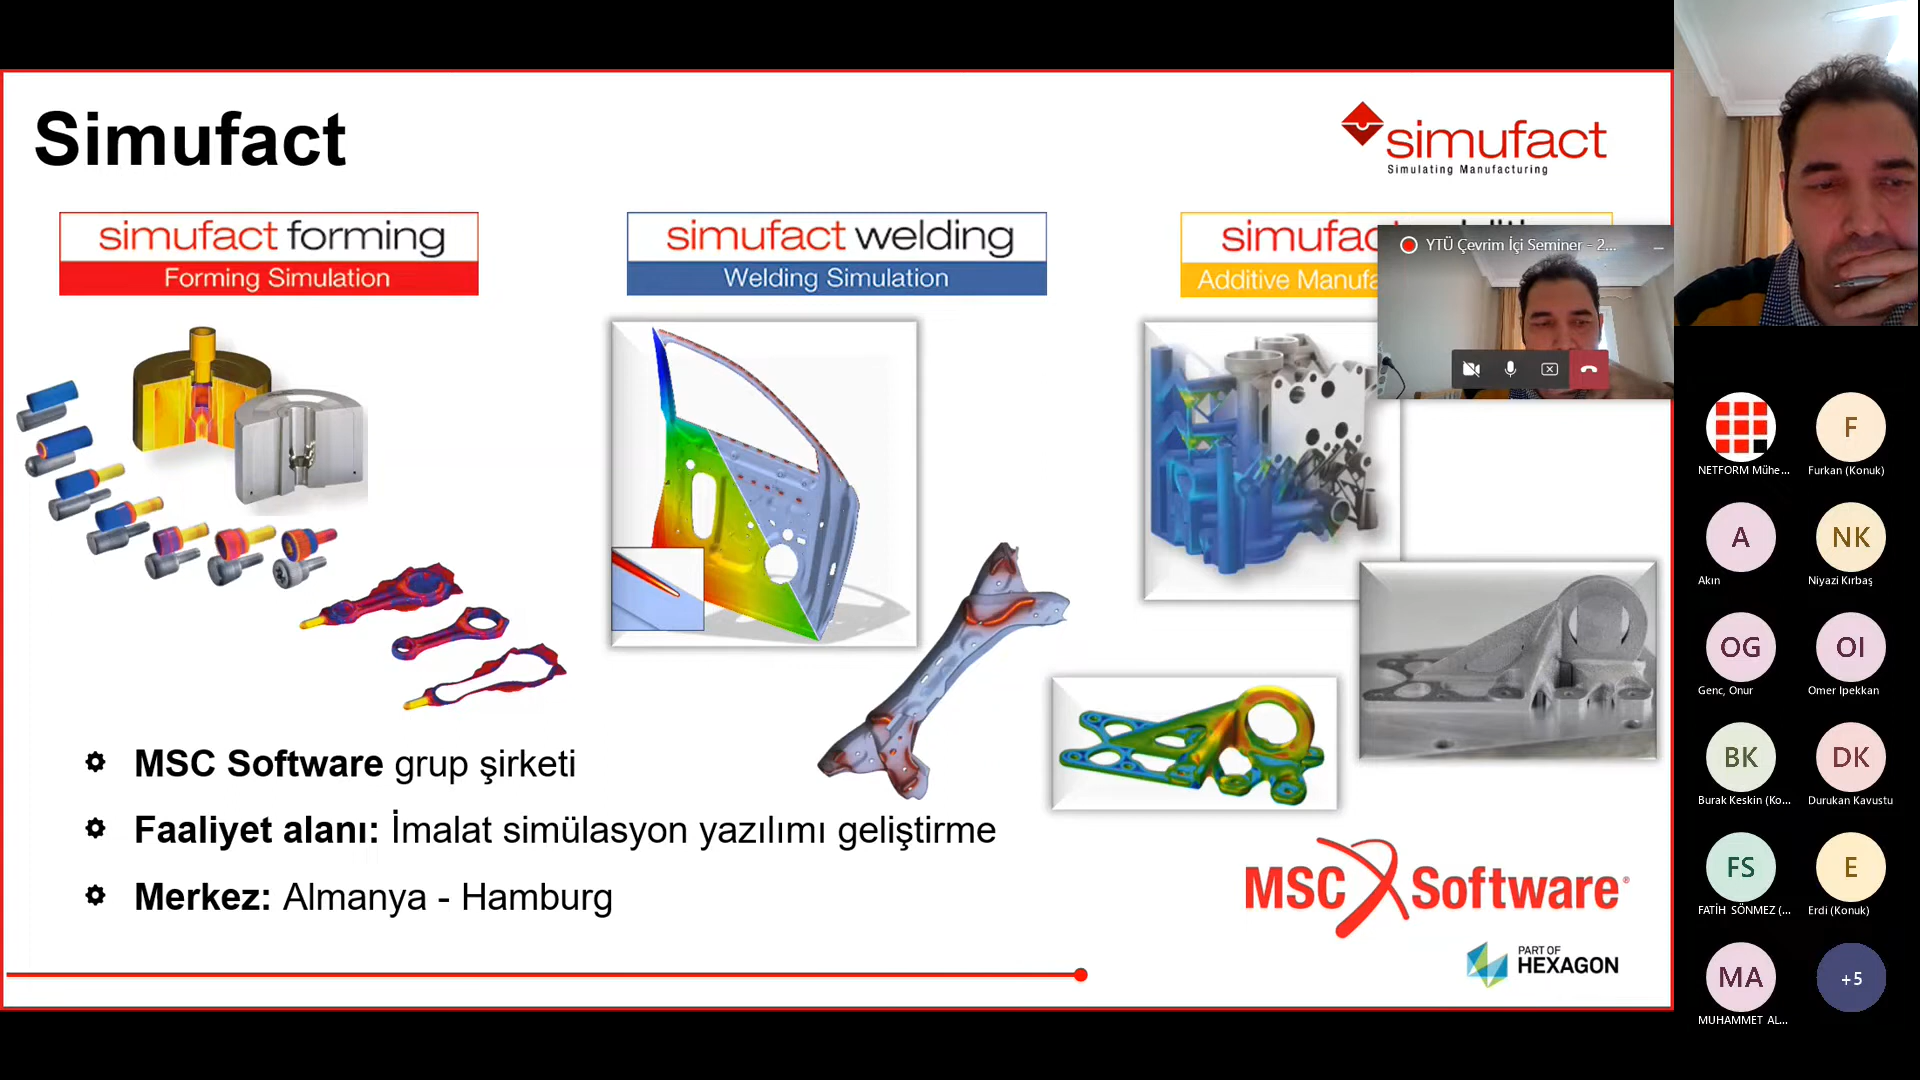 Simufact
simufact
Simulating Manufacturing
simufact forming
Forming Simulation
simufact welding
Welding Simulation
Additive
YTÜ Çevrim İçi Seminer - 2...
MSC Software grup şirketi
Faaliyet alanı: İmalat simülasyon yazılımı geliştirme
Merkez: Almanya - Hamburg
MSC Software
PART OF
HEXAGON
NETFORM Mühe...
F
Furkan (Konuk)
A
Akın
NK
Niyazi Kırbaş
OG
Genc, Onur
OI
Omer Ipekkan
BK
Burak Keskin (Ko...
DK
Durukan Kavustu
FS
FATİH SÖNMEZ (...
E
Erdi (Konuk)
MA
MUHAMMET AL...
+5